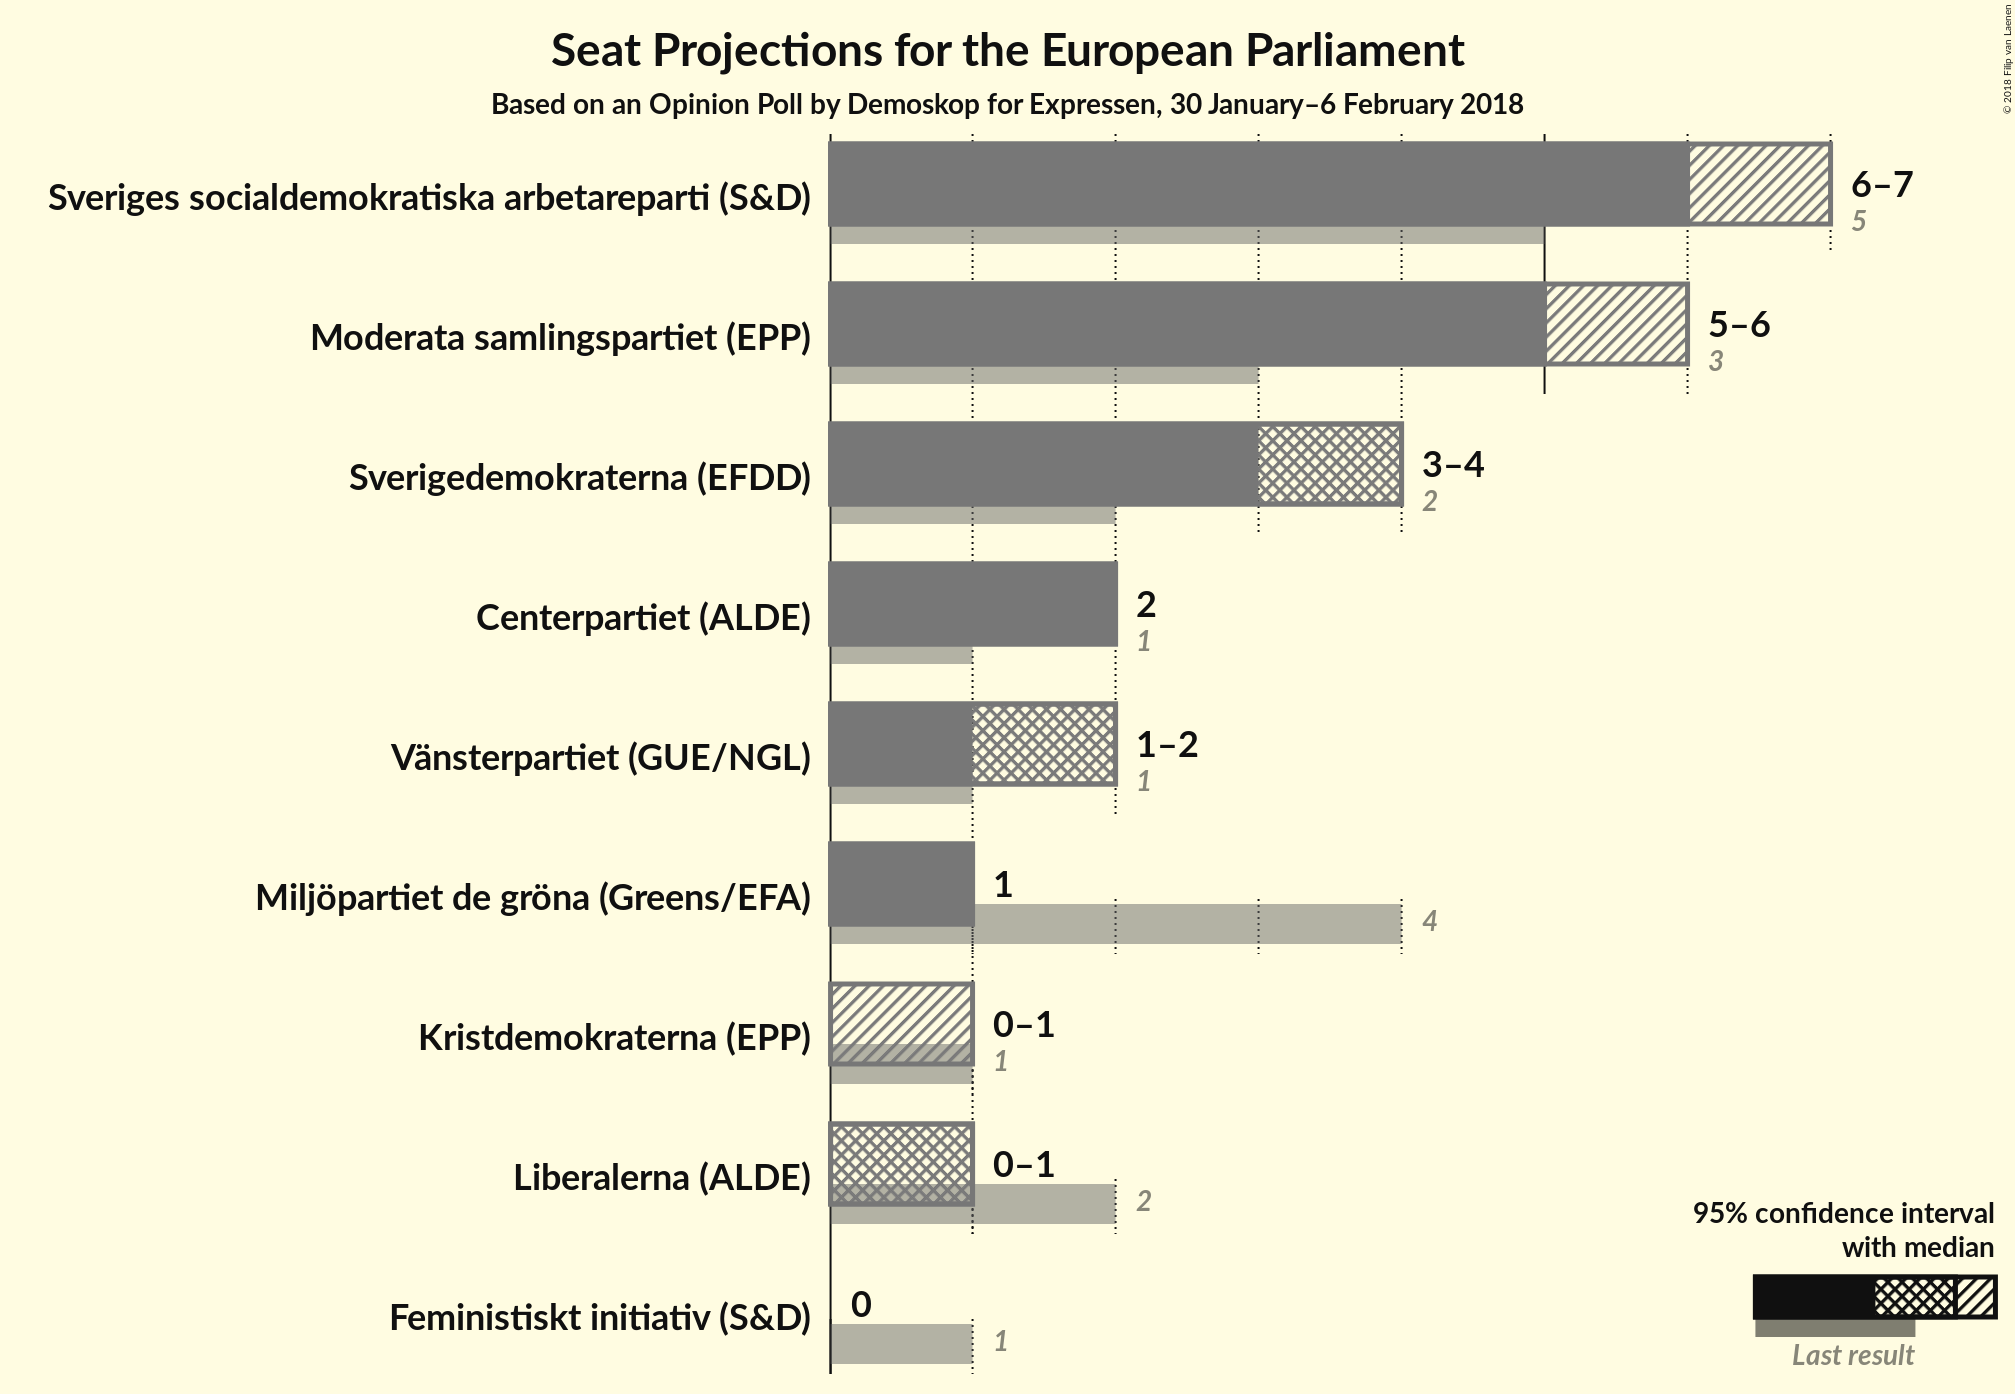 Seat Projections for the European Parliament
Based on an Opinion Poll by Demoskop for Expressen, 30 January–6 February 2018
© 2018 Filip van Laenen
Sveriges socialdemokratiska arbetareparti (S&D)
6–7
5
Moderata samlingspartiet (EPP)
5–6
3
Sverigedemokraterna (EFDD)
3–4
2
Centerpartiet (ALDE)
2
1
Vänsterpartiet (GUE/NGL)
1–2
1
Miljöpartiet de gröna (Greens/EFA)
1
4
Kristdemokraterna (EPP)
0–1
1
Liberalerna (ALDE)
0–1
2
Feministiskt initiativ (S&D)
0
1
95% confidence interval
with median
Last result